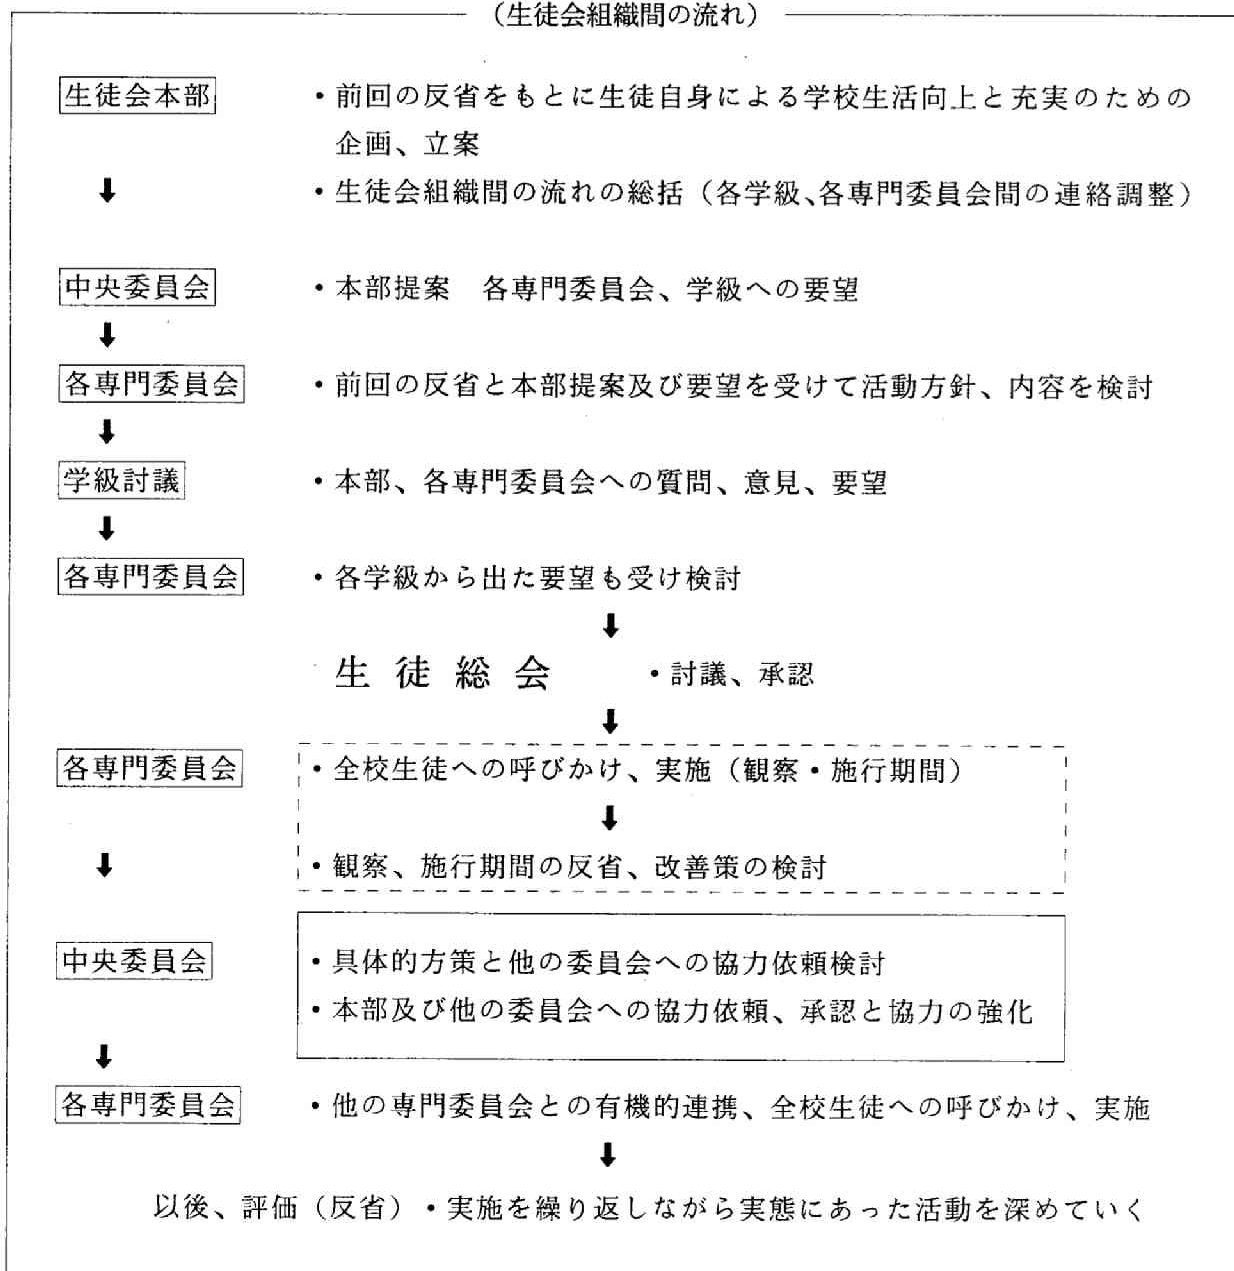 （生徒会組織間の流れ）
生徒会本部 ・前回の反省をもとに生徒自身による学校生活向上と充実のための
企画、立案
↓ ・生徒会組織間の流れの総括（各学級、各専門委員会間の連絡調整）
中央委員会 ・本部提案　各専門委員会、学級への要望
↓
各専門委員会 ・前回の反省と本部提案及び要望を受けて活動方針、内容を検討
↓
学級討議 ・本部、各専門委員会への質問、意見、要望
↓
各専門委員会 ・各学級から出た要望も受け検討
↓
生徒総会 ・討議、承認
↓
各専門委員会 ・全校生徒への呼びかけ、実施（観察・施行期間）
↓
↓ ・観察、施行期間の反省、改善策の検討
中央委員会 ・具体的方策と他の委員会への協力依頼検討
・本部及び他の委員会への協力依頼、承認と協力の強化
↓
各専門委員会 ・他の専門委員会との有機的連携、全校生徒への呼びかけ、実施
↓
以後、評価（反省）・実施を繰り返しながら実態にあった活動を深めていく